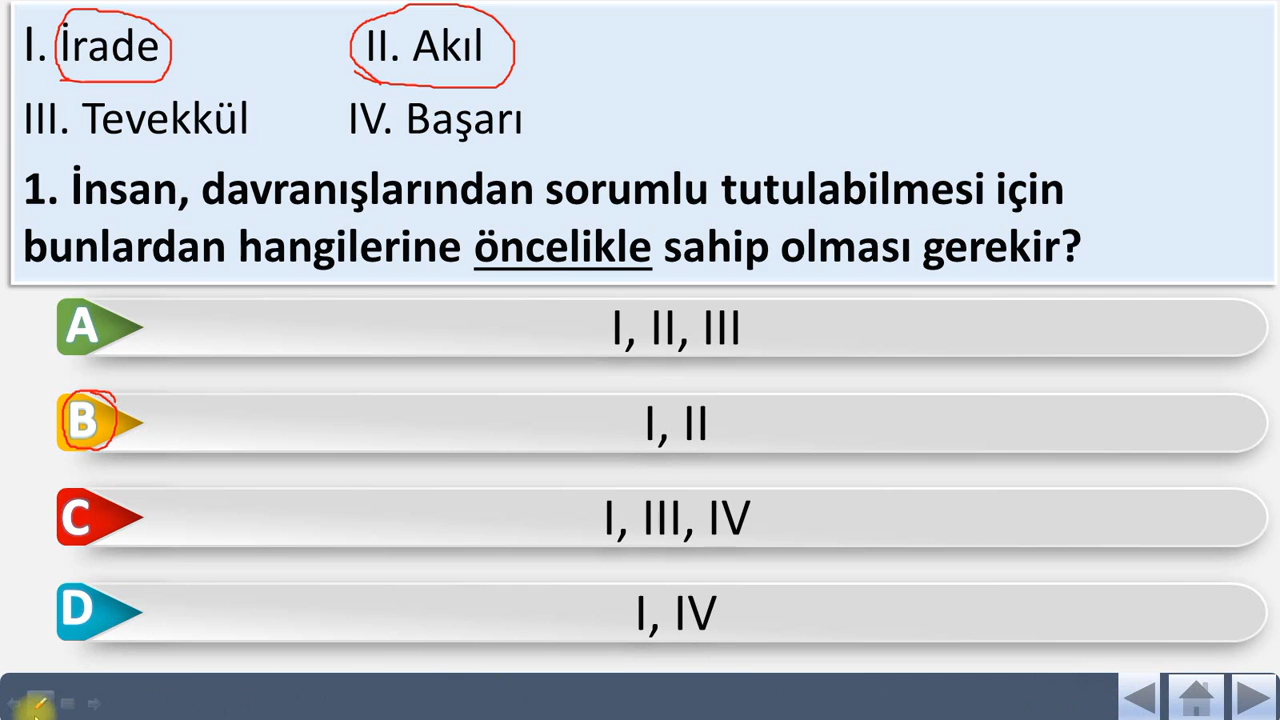 I. İrade II. Akıl
III. Tevekkül IV. Başarı
1. İnsan, davranışlarından sorumlu tutulabilmesi için
bunlardan hangilerine öncelikle sahip olması gerekir?
A I, II, III
B I, II
C I, III, IV
D I, IV